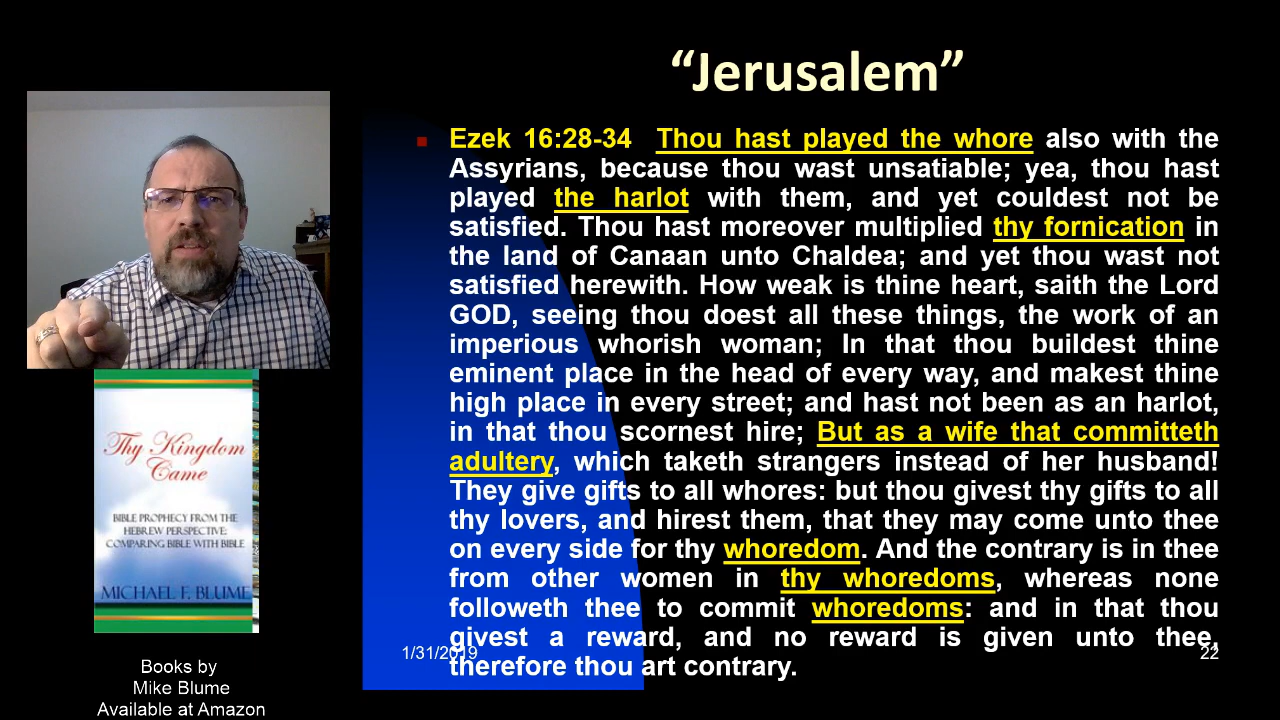 “Jerusalem”
Ezek 16:28-34 Thou hast played the whore also with the
Assyrians, because thou wast unsatiable; yea, thou hast
played the harlot with them, and yet couldest not be
satisfied. Thou hast moreover multiplied thy fornication in
the land of Canaan unto Chaldea; and yet thou wast not
satisfied herewith. How weak is thine heart, saith the Lord
GOD, seeing thou doest all these things, the work of an
imperious whorish woman; In that thou buildest thine
eminent place in the head of every way, and makest thine
high place in every street; and hast not been as an harlot,
in that thou scornest hire; But as a wife that committeth
adultery, which taketh strangers instead of her husband!
They give gifts to all whores: but thou givest thy gifts to all
thy lovers, and hirest them, that they may come unto thee
on every side for thy whoredom. And the contrary is in thee
from other women in thy whoredoms, whereas none
followeth thee to commit whoredoms: and in that thou
givest a reward, and no reward is given unto thee,
therefore thou art contrary.
1/31/2019
22
Thy Kingdom
Came
BIBLE PROPHECY FROM THE
HEBREW PERSPECTIVE:
COMPARING BIBLE WITH BIBLE
MICHAEL F. BLUME
Books by
Mike Blume
Available at Amazon